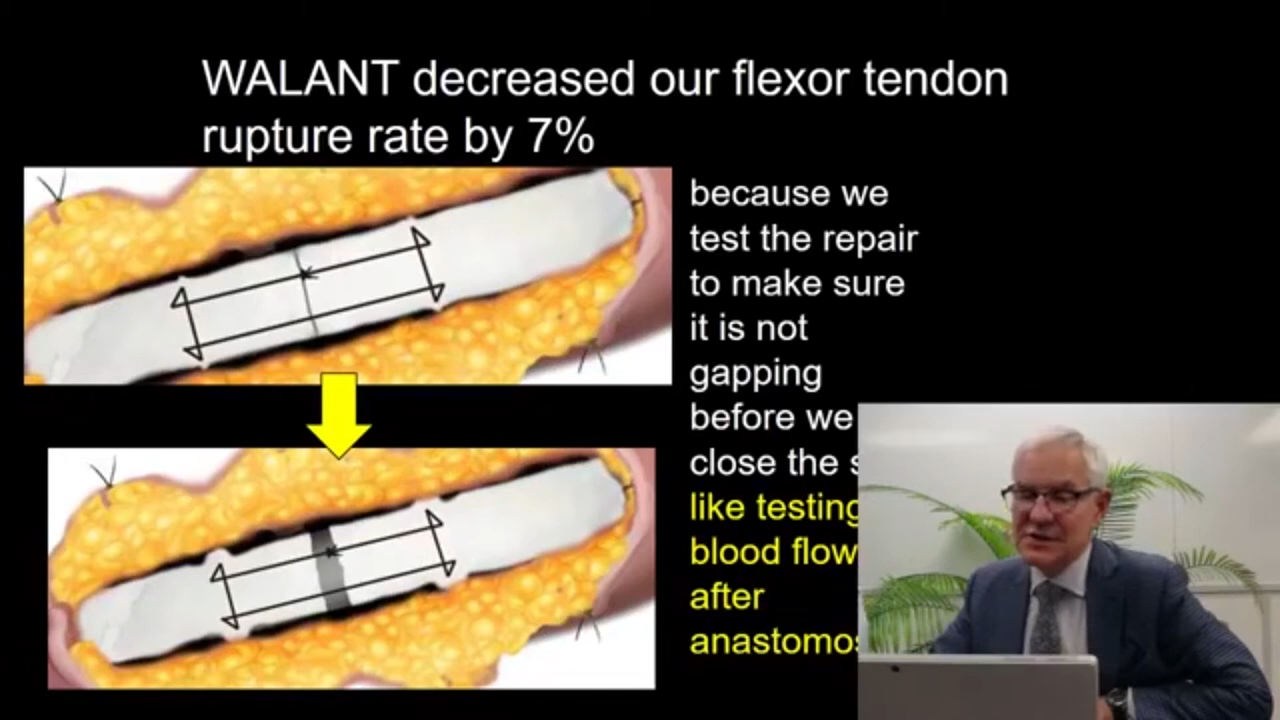 WALANT decreased our flexor tendon
rupture rate by 7%
because we
test the repair
to make sure
it is not
gapping
before we
close the
like testing
blood flow
after